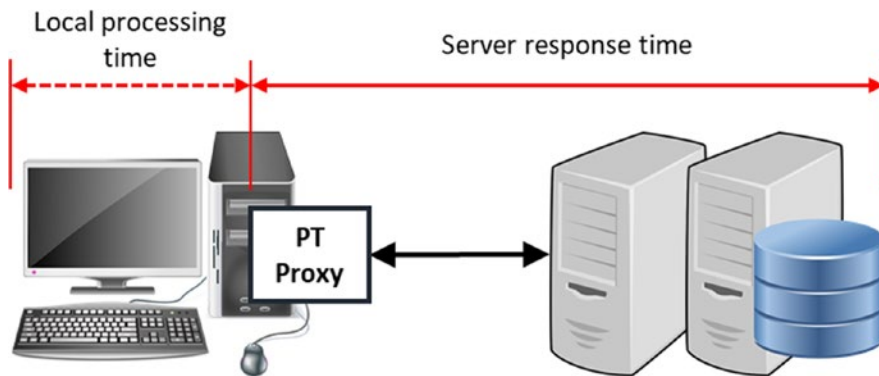 Local processing
time
Server response time
PT
Proxy